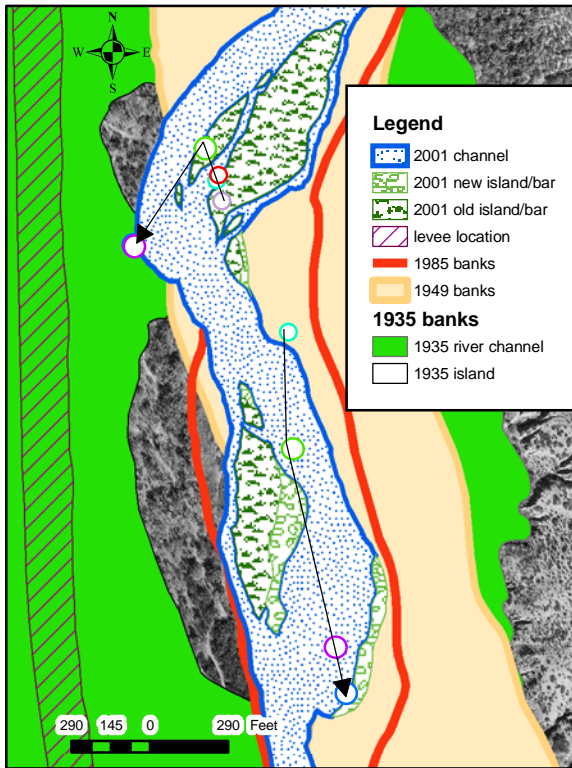 N
W E
S
Legend
2001 channel
2001 new island/bar
2001 old island/bar
levee location
1985 banks
1949 banks
1935 banks
1935 river channel
1935 island
290 145 0 290 Feet